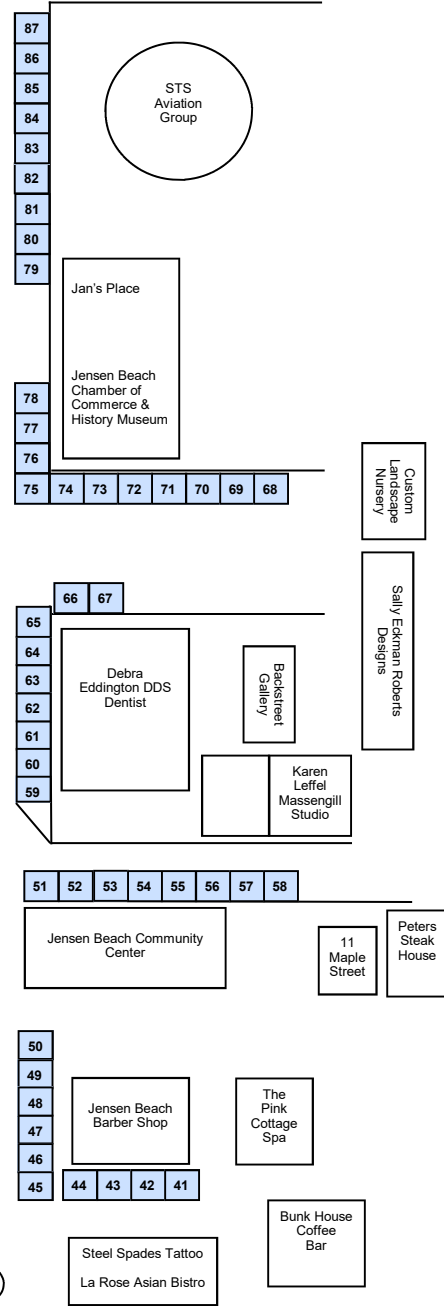 87
86
85
84
83
82
81
80
79
STS
Aviation
Group
Jan's Place
Jensen Beach
Chamber of
Commerce &
History Museum
78
77
76
75 74 73 72 71 70 69 68
Custom
Landscape
Nursery
66 67
65
64
63
62
61
60
59
Debra
Eddington DDS
Dentist
Backstreet
Gallery
Sally Eckman Roberts
Designs
Karen
Leffel
Massengill
Studio
51 52 53 54 55 56 57 58
Jensen Beach Community
Center
11
Maple
Street
Peters
Steak
House
50
49
48
47
46
45 44 43 42 41
Jensen Beach
Barber Shop
The
Pink
Cottage
Spa
Bunk House
Coffee
Bar
Steel Spades Tattoo
La Rose Asian Bistro